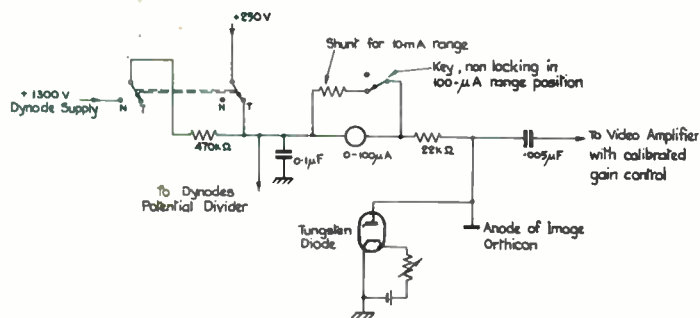 +290V
Shunt for 10mA range
Key, non locking in
100-µA range position
+1300V
Dynode Supply
N
T
N
T
470kΩ
0·1µF
0-100µA
22kΩ
·005µF
To Video Amplifier
with calibrated
gain control
To Dynodes
Potential Divider
Tungsten
Diode
Anode of Image
Orthicon